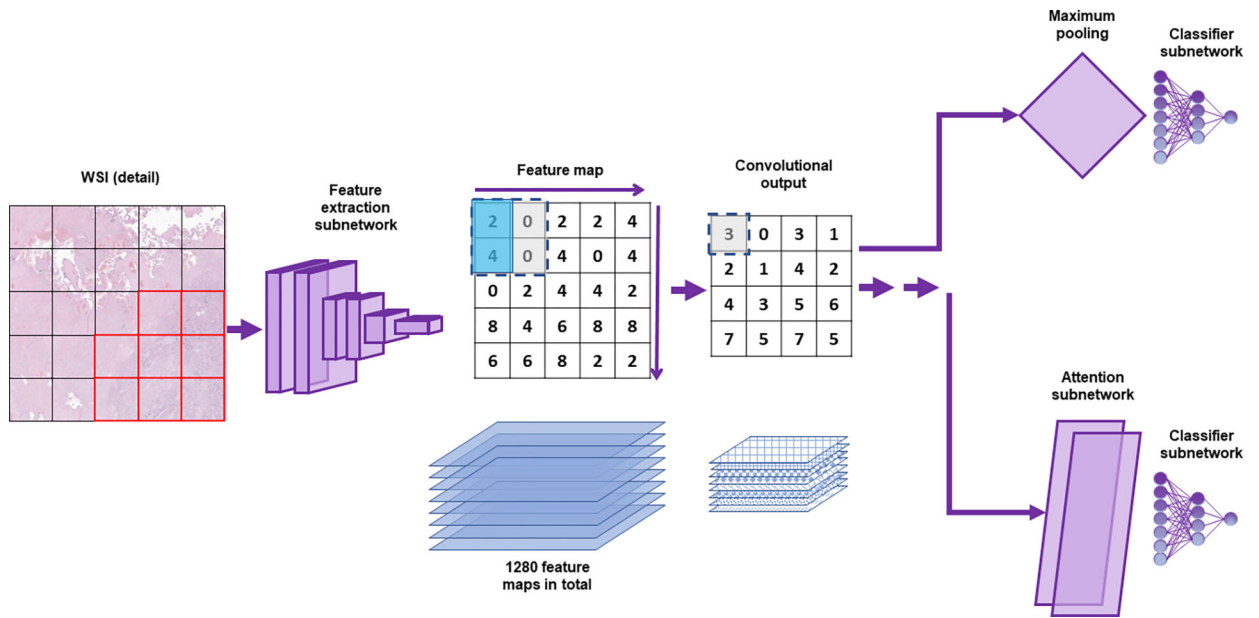 Maximum
pooling
Classifier
subnetwork
WSI (detail)
Feature
extraction
subnetwork
Feature map
2 0 2 2 4
4 0 4 0 4
0 2 4 4 2
8 4 6 8 8
6 6 8 2 2
Convolutional
output
3 0 3 1
2 1 4 2
4 3 5 6
7 5 7 5
1280 feature
maps in total
Attention
subnetwork
Classifier
subnetwork